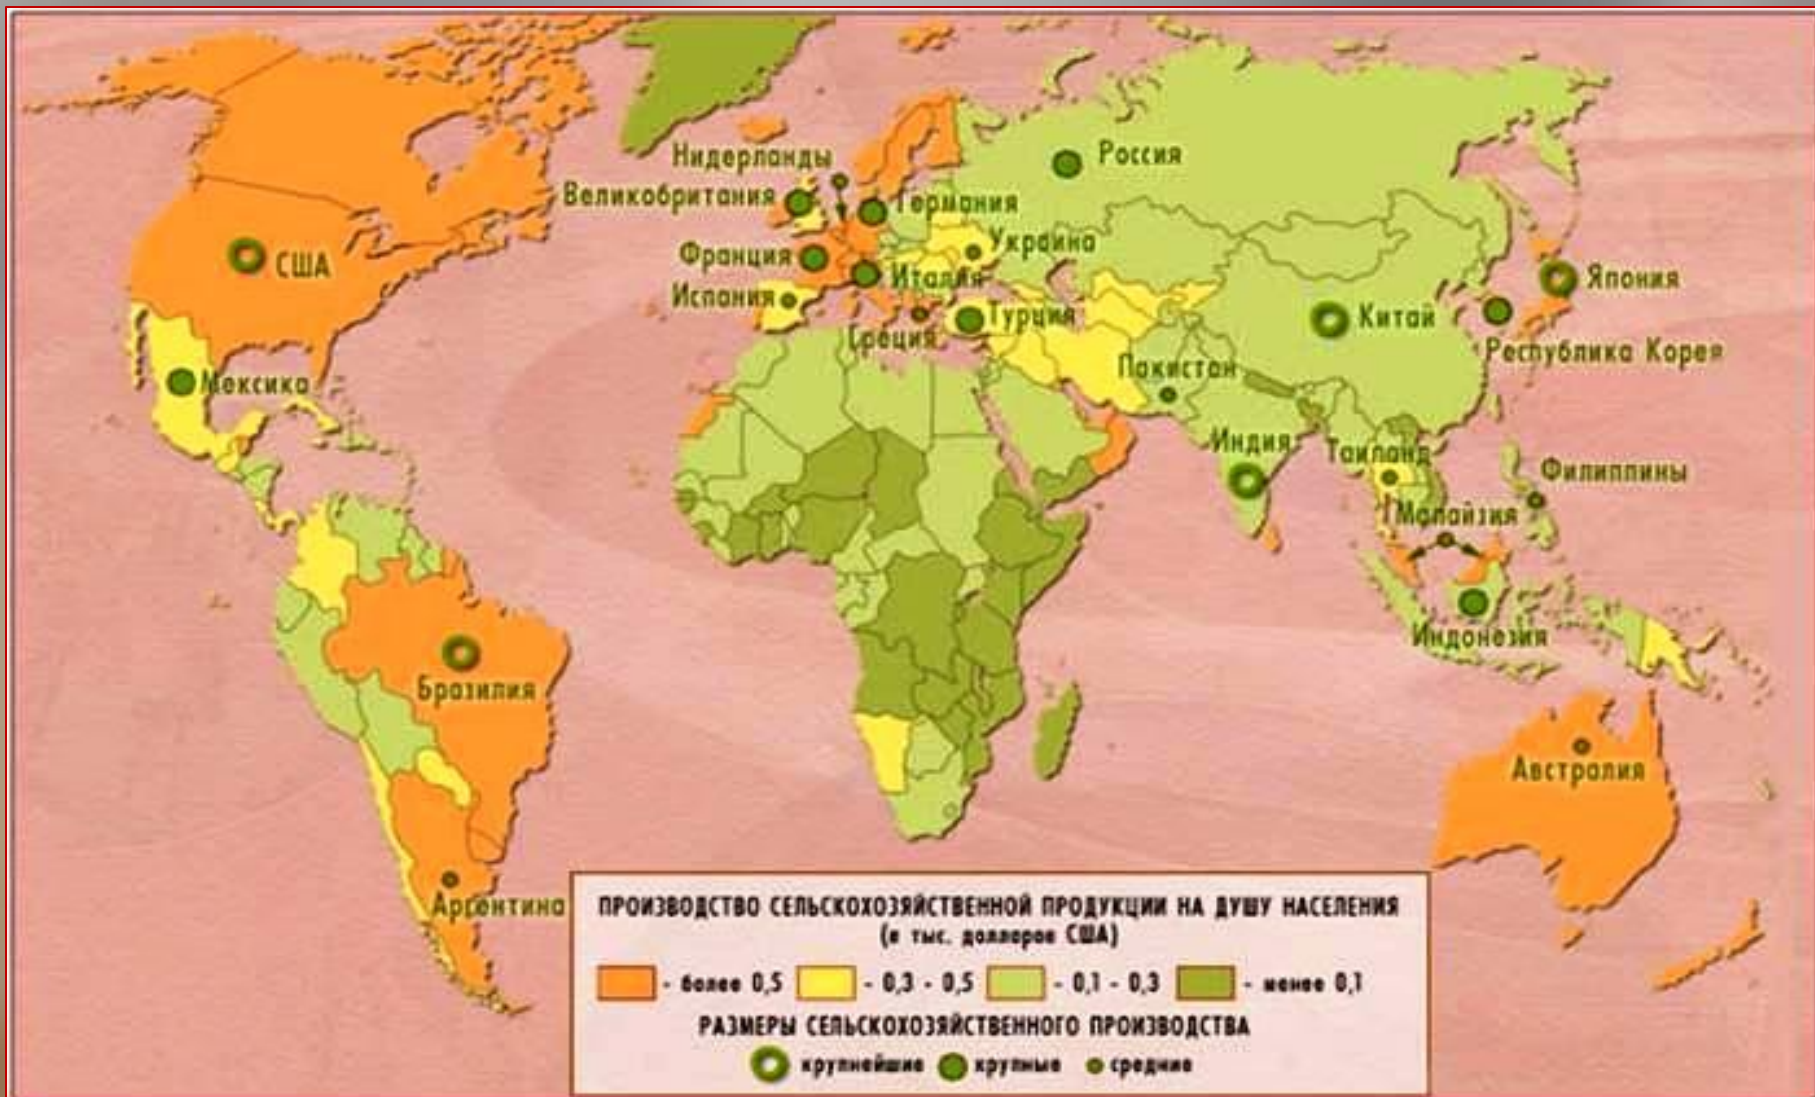 Нидерланды
Россия
Великобритания
Германия
США
Франция
Украина
Италия
Япония
Испания
Турция
Китай
Греция
Республика Корея
Пакистан
Мексика
Индия
Таиланд
Филиппины
Малайзия
Индонезия
Бразилия
Австралия
Аргентина
ПРОИЗВОДСТВО СЕЛЬСКОХОЗЯЙСТВЕННОЙ ПРОДУКЦИИ НА ДУШУ НАСЕЛЕНИЯ
(в тыс. долларов США)
- более 0,5 - 0,3 - 0,5 - 0,1 - 0,3 - менее 0,1
РАЗМЕРЫ СЕЛЬСКОХОЗЯЙСТВЕННОГО ПРОИЗВОДСТВА
крупнейшие крупные средние